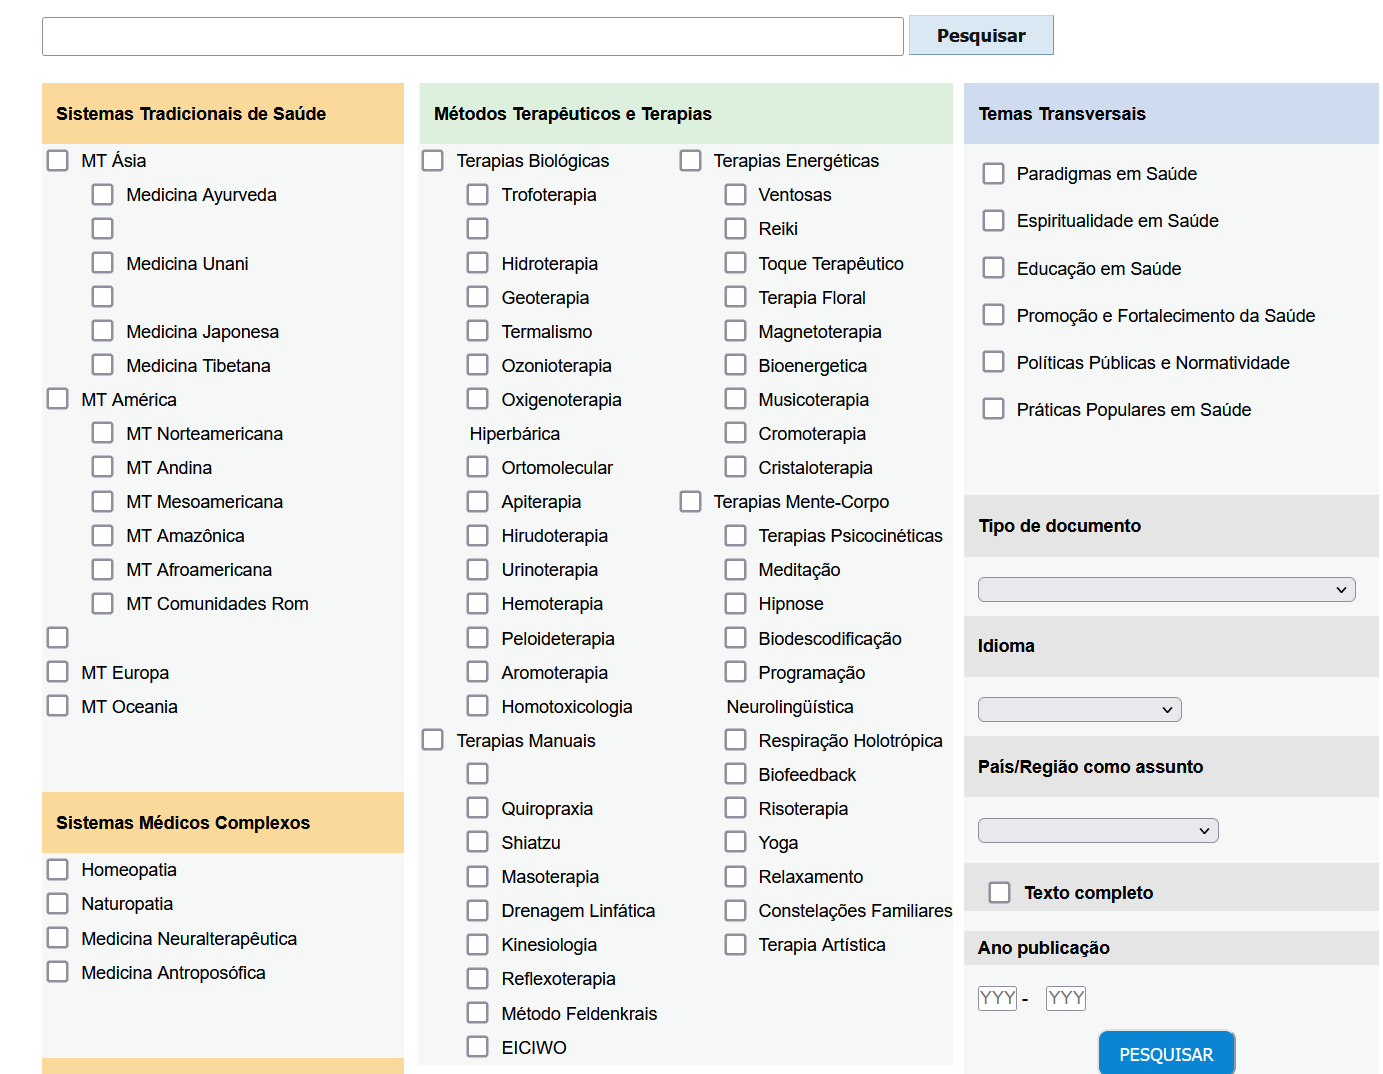 Pesquisar
Sistemas Tradicionais de Saúde
MT Ásia
Medicina Ayurveda
Medicina Unani
Medicina Japonesa
Medicina Tibetana
MT América
MT Norteamericana
MT Andina
MT Mesoamericana
MT Amazônica
MT Afroamericana
MT Comunidades Rom
MT Europa
MT Oceania
Sistemas Médicos Complexos
Homeopatia
Naturopatia
Medicina Neuralterapêutica
Medicina Antroposófica
Métodos Terapêuticos e Terapias
Terapias Biológicas
Trofoterapia
Hidroterapia
Geoterapia
Termalismo
Ozonioterapia
Oxigenoterapia
Hiperbárica
Ortomolecular
Apiterapia
Hirudoterapia
Urinoterapia
Hemoterapia
Peloideterapia
Aromoterapia
Homotoxicologia
Terapias Manuais
Quiropraxia
Shiatzu
Masoterapia
Drenagem Linfática
Kinesiologia
Reflexoterapia
Método Feldenkrais
EICIWO
Terapias Energéticas
Ventosas
Reiki
Toque Terapêutico
Terapia Floral
Magnetoterapia
Bioenergetica
Musicoterapia
Cromoterapia
Cristaloterapia
Terapias Mente-Corpo
Terapias Psicocinéticas
Meditação
Hipnose
Biodescodificação
Programação
Neurolingüística
Respiração Holotrópica
Biofeedback
Risoterapia
Yoga
Relaxamento
Constelações Familiares
Terapia Artística
Temas Transversais
Paradigmas em Saúde
Espiritualidade em Saúde
Educação em Saúde
Promoção e Fortalecimento da Saúde
Políticas Públicas e Normatividade
Práticas Populares em Saúde
Tipo de documento
Idioma
País/Região como assunto
Texto completo
Ano publicação
YYY - YYY
PESQUISAR